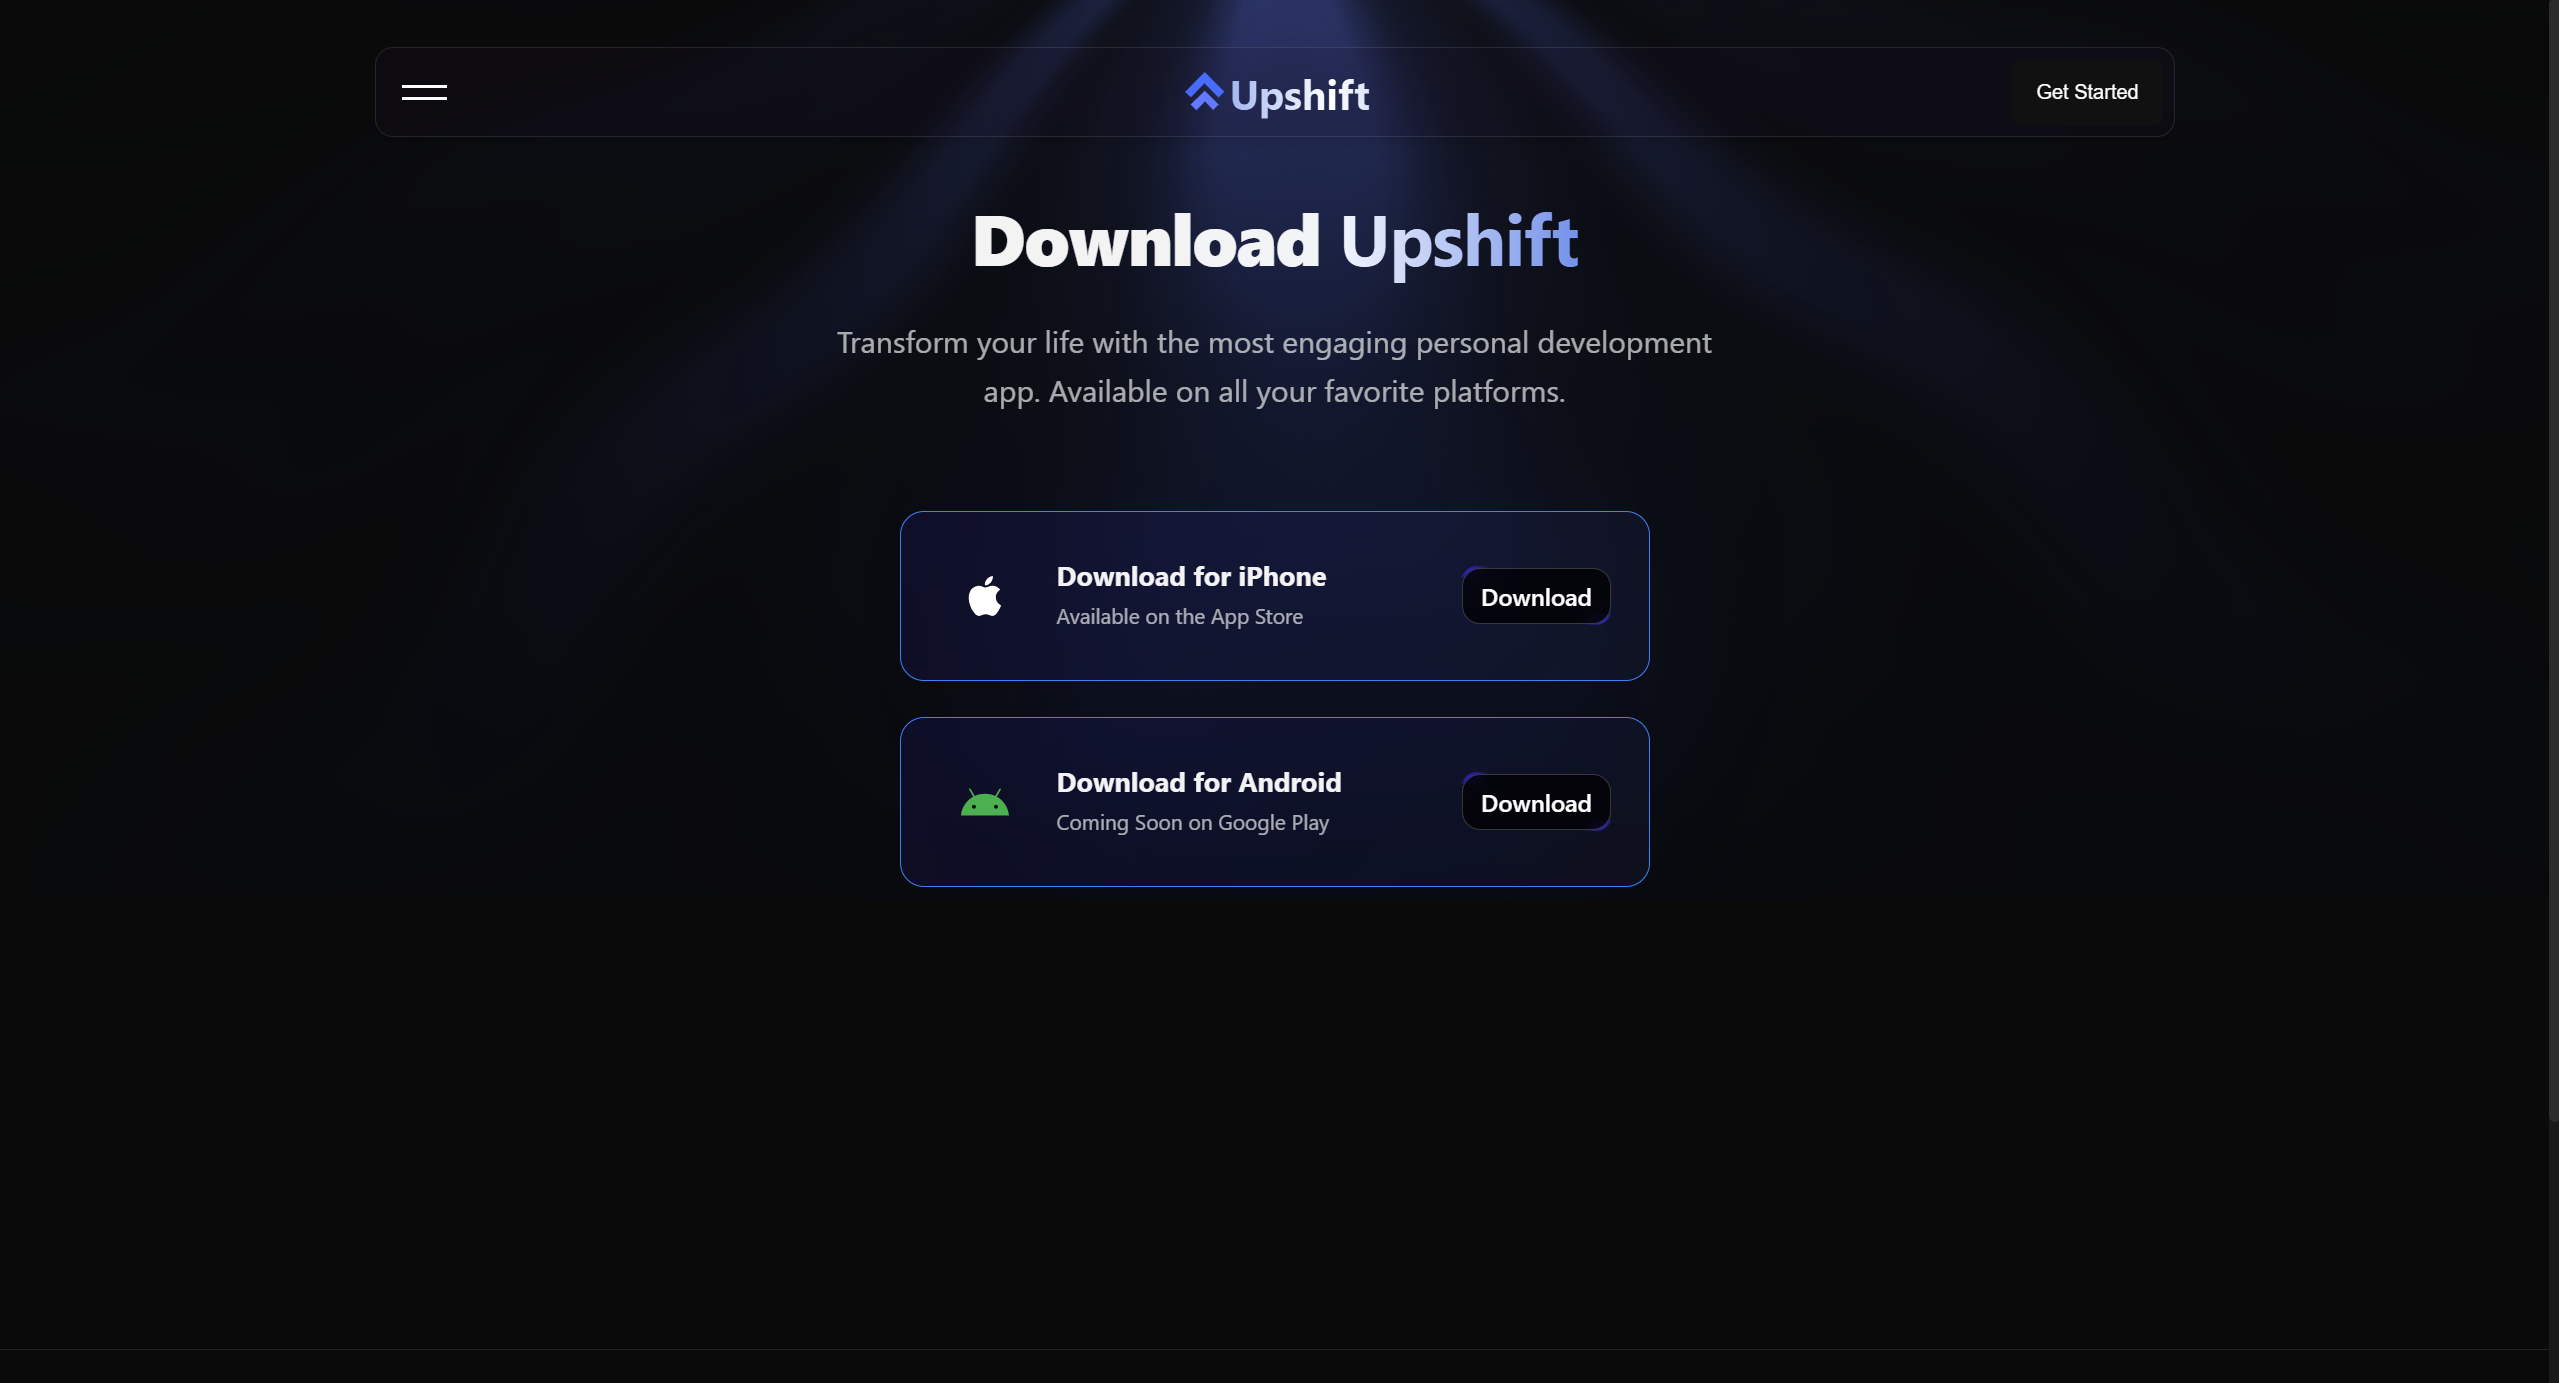 Upshift
Get Started
Download Upshift
Transform your life with the most engaging personal development
app. Available on all your favorite platforms.
Download for iPhone
Available on the App Store
Download
Download for Android
Coming Soon on Google Play
Download